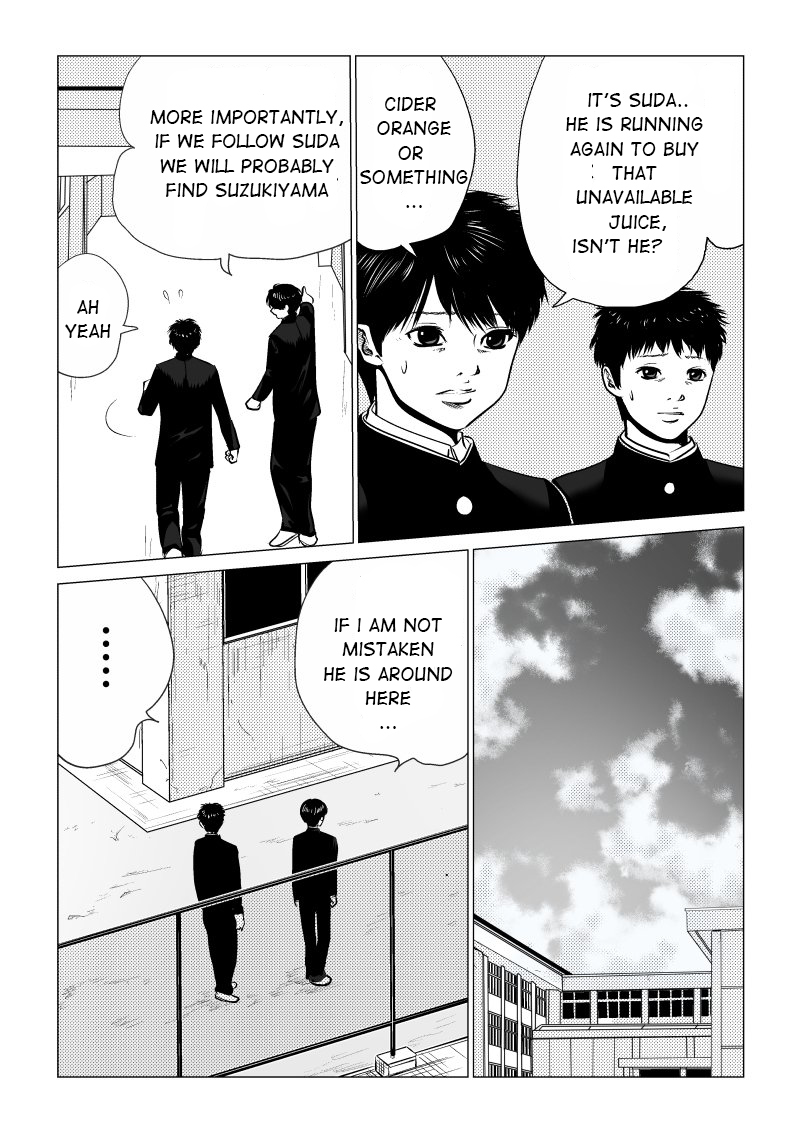 IT'S SUDA..
HE IS RUNNING
AGAIN TO BUY
THAT
UNAVAILABLE
JUICE,
ISN'T HE?
CIDER
ORANGE
OR
SOMETHING
...
MORE IMPORTANTLY,
IF WE FOLLOW SUDA
WE WILL PROBABLY
FIND SUZUKIYAMA
AH
YEAH
IF I AM NOT
MISTAKEN
HE IS AROUND
HERE
...
.....